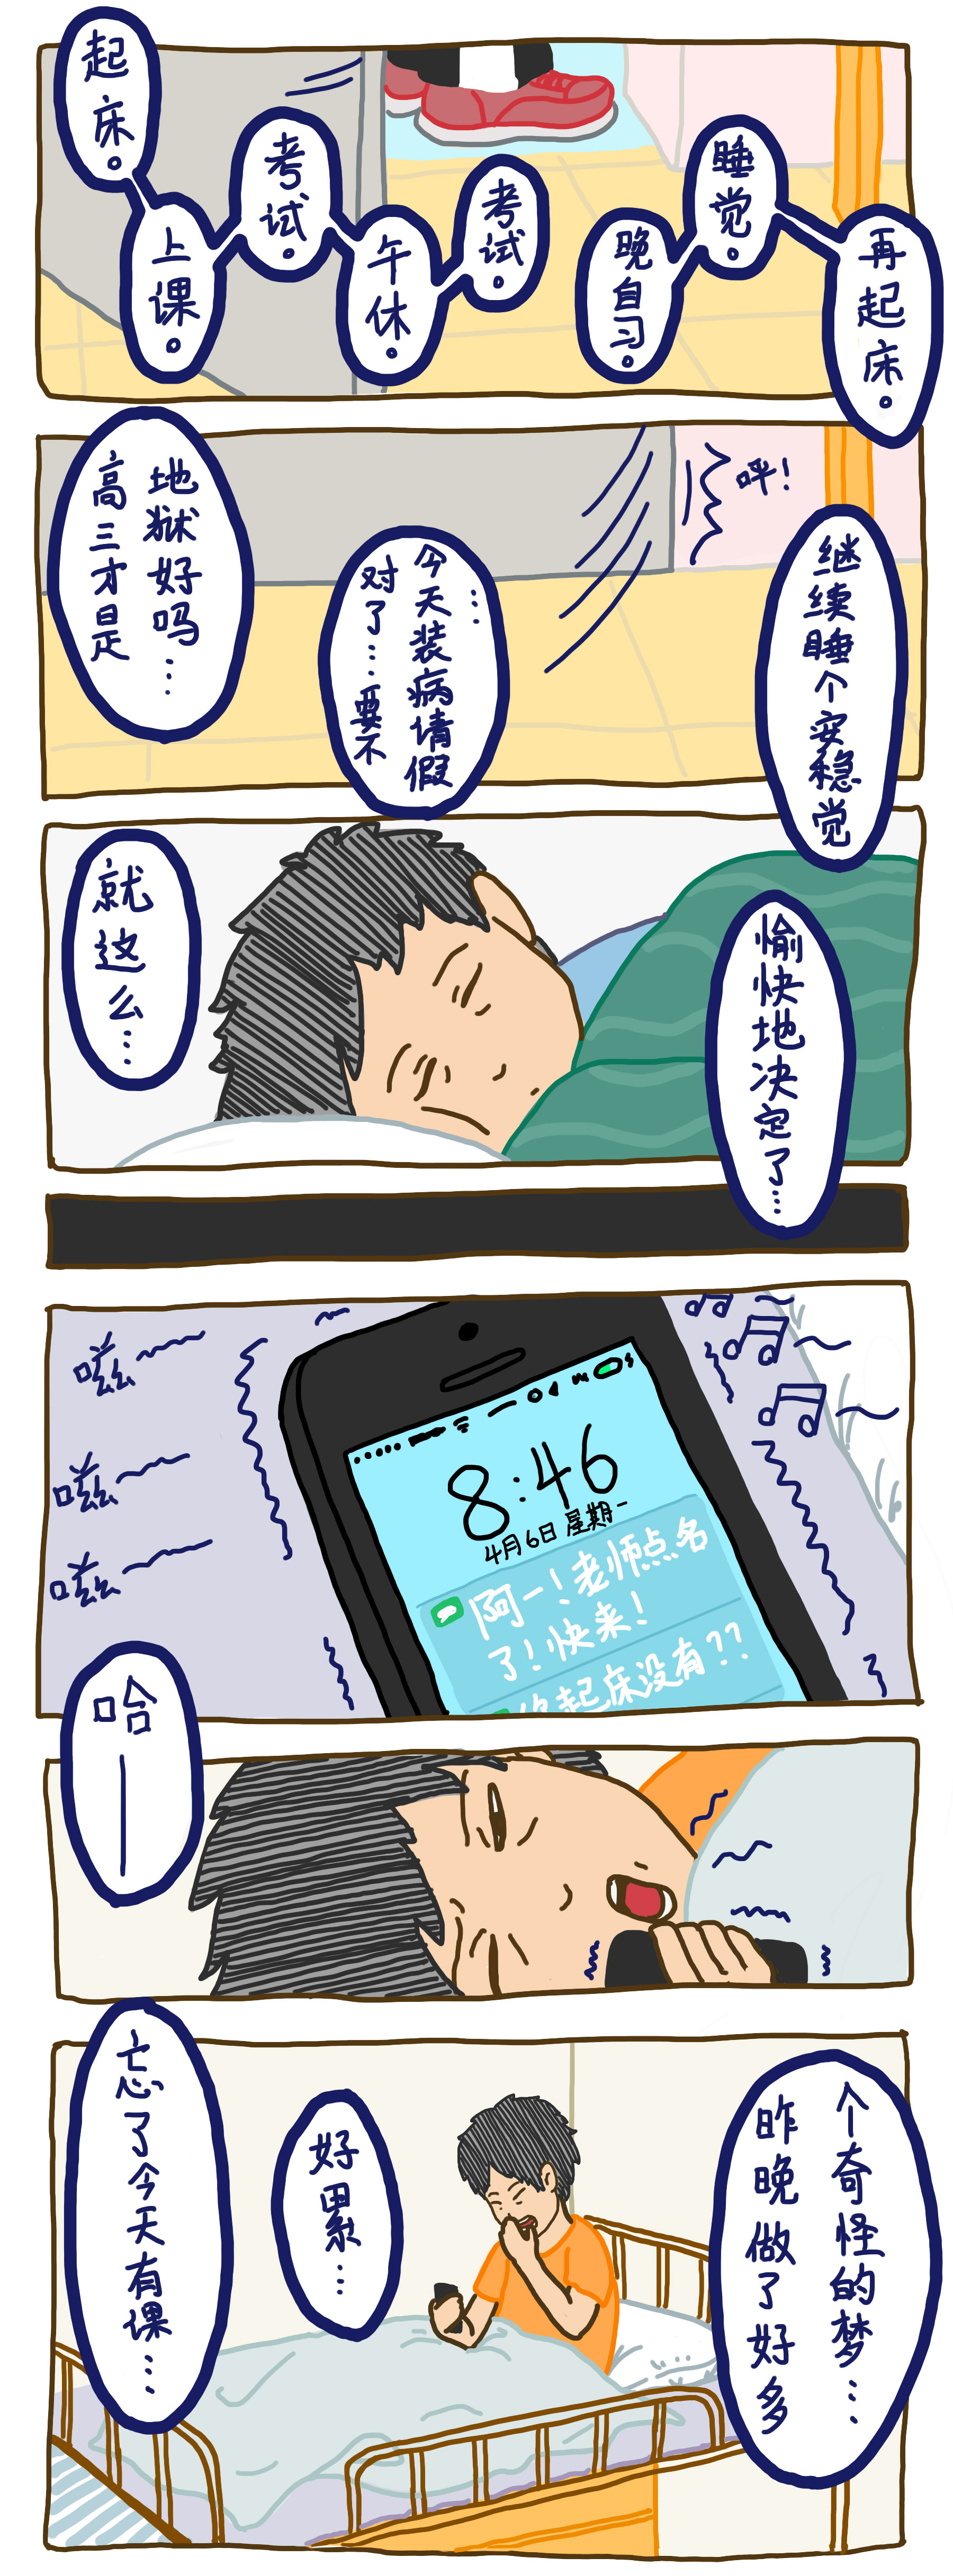 起床。
上课。
考试。
午休。
考试。
晚自习。
睡觉。
再起床。
高三才是
地狱好吗…
对了…要不
今天装病请假
…
呼！
继续睡个安稳觉
就这么…
愉快地决定了…
嗞
嗞
嗞
8:46
4月6日 星期一
阿一！老师点名
了！快来！
起床没有??
哈—
忘了今天有课…
好累…
昨晚做了好多
个奇怪的梦…